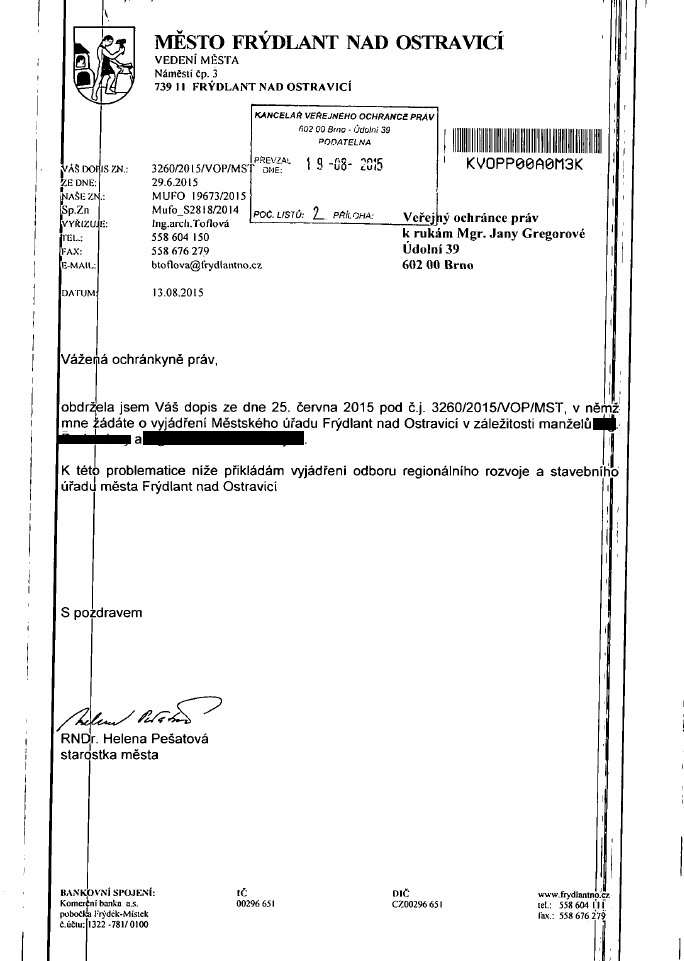 MĚSTO FRÝDLANT NAD OSTRAVICÍ
VEDENÍ MĚSTA
Náměstí čp. 3
739 11 FRÝDLANT NAD OSTRAVICÍ
KANCELÁŘ VEŘEJNÉHO OCHRÁNCE PRÁV
602 00 Brno - Údolní 39
PODATELNA
PŘEVZAL
DNE: 19-08-2015
POČ. LISTŮ: 2 PŘÍLOHA:
KVOPP00A0M3K
VÁŠ DOPIS ZN.: 3260/2015/VOP/MST
ZE DNE: 29.6.2015
NAŠE ZN.: MUFO 19673/2015
Sp.Zn Mufo_S2818/2014
VYŘIZUJE: Ing.arch.Toflová
TEL.: 558 604 150
FAX: 558 676 279
E-MAIL: btoflova@frydlantno.cz
DATUM: 13.08.2015
Veřejný ochránce práv
k rukám Mgr. Jany Gregorové
Údolní 39
602 00 Brno
Vážená ochránkyně práv,
obdržela jsem Váš dopis ze dne 25. června 2015 pod č.j. 3260/2015/VOP/MST, v němž
mne žádáte o vyjádření Městského úřadu Frýdlant nad Ostravicí v záležitosti manželů
a
K této problematice níže přikládám vyjádření odboru regionálního rozvoje a stavebního
úřadu města Frýdlant nad Ostravicí
S pozdravem
RNDr. Helena Pešatová
starostka města
BANKOVNÍ SPOJENÍ:
Komerční banka a.s.
pobočka Frýdek-Místek
č.účtu: 1322 -781/ 0100
IČ
00296 651
DIČ
CZ00296 651
www.frydlantno.cz
tel.: 558 604 111
fax.: 558 676 279